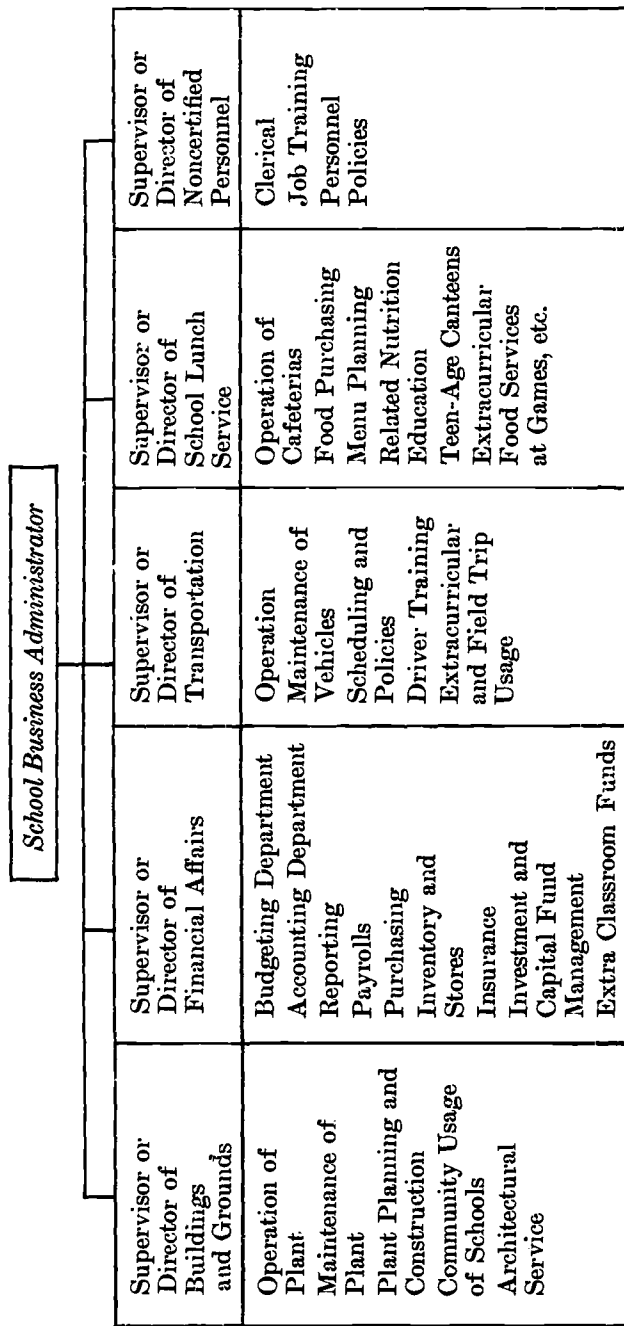 School Business Administrator
Supervisor or
Director of
Buildings
and Grounds
Operation of
Plant
Maintenance of
Plant
Plant Planning and
Construction
Community Usage
of Schools
Architectural
Service
Supervisor or
Director of
Financial Affairs
Budgeting Department
Accounting Department
Reporting
Payrolls
Purchasing
Inventory and
Stores
Insurance
Investment and
Capital Fund
Management
Extra Classroom Funds
Supervisor or
Director of
Transportation
Operation
Maintenance of
Vehicles
Scheduling and
Policies
Driver Training
Extracurricular
and Field Trip
Usage
Supervisor or
Director of
School Lunch
Service
Operation of
Cafeterias
Food Purchasing
Menu Planning
Related Nutrition
Education
Teen-Age Canteens
Extracurricular
Food Services
at Games, etc.
Supervisor or
Director of
Noncertified
Personnel
Clerical
Job Training
Personnel
Policies